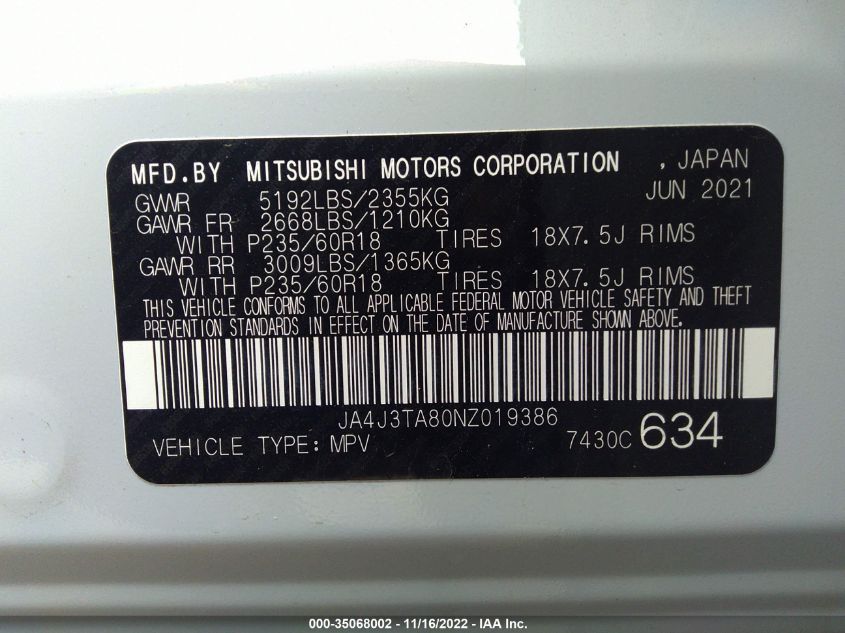 MFD.BY MITSUBISHI MOTORS CORPORATION , JAPAN
GVWR 5192LBS/2355KG JUN 2021
GAWR FR 2668LBS/1210KG
WITH P235/60R18 TIRES 18X7.5J RIMS
GAWR RR 3009LBS/1365KG
WITH P235/60R18 TIRES 18X7.5J RIMS
THIS VEHICLE CONFORMS TO ALL APPLICABLE FEDERAL MOTOR VEHICLE SAFETY AND THEFT
PREVENTION STANDARDS IN EFFECT ON THE DATE OF MANUFACTURE SHOWN ABOVE.
JA4J3TA80NZ019386
VEHICLE TYPE: MPV 7430C 634
000-35068002 - 11/16/2022 - IAA Inc.